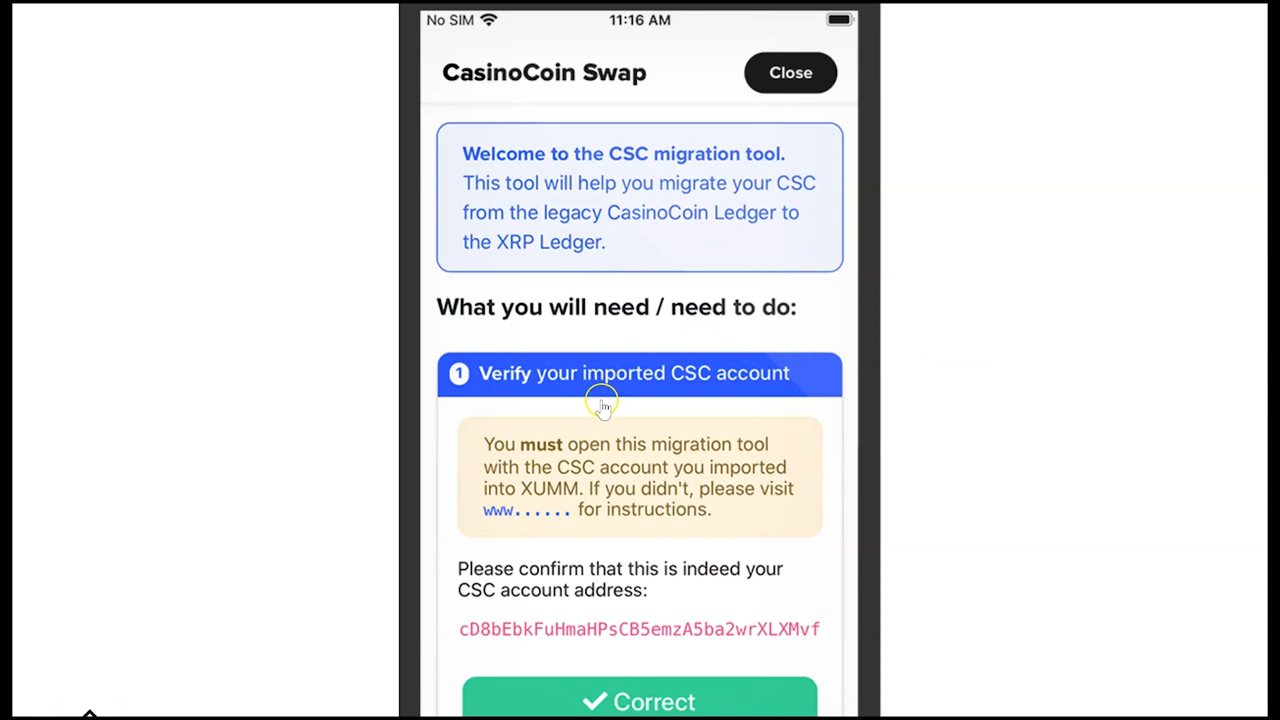 No SIM 11:16 AM
CasinoCoin Swap Close
Welcome to the CSC migration tool.
This tool will help you migrate your CSC
from the legacy CasinoCoin Ledger to
the XRP Ledger.
What you will need / need to do:
1 Verify your imported CSC account
You must open this migration tool
with the CSC account you imported
into XUMM. If you didn't, please visit
www...... for instructions.
Please confirm that this is indeed your
CSC account address:
cD8bEbkFuHmaHPsCB5emzA5ba2wrXLXMvf
Correct